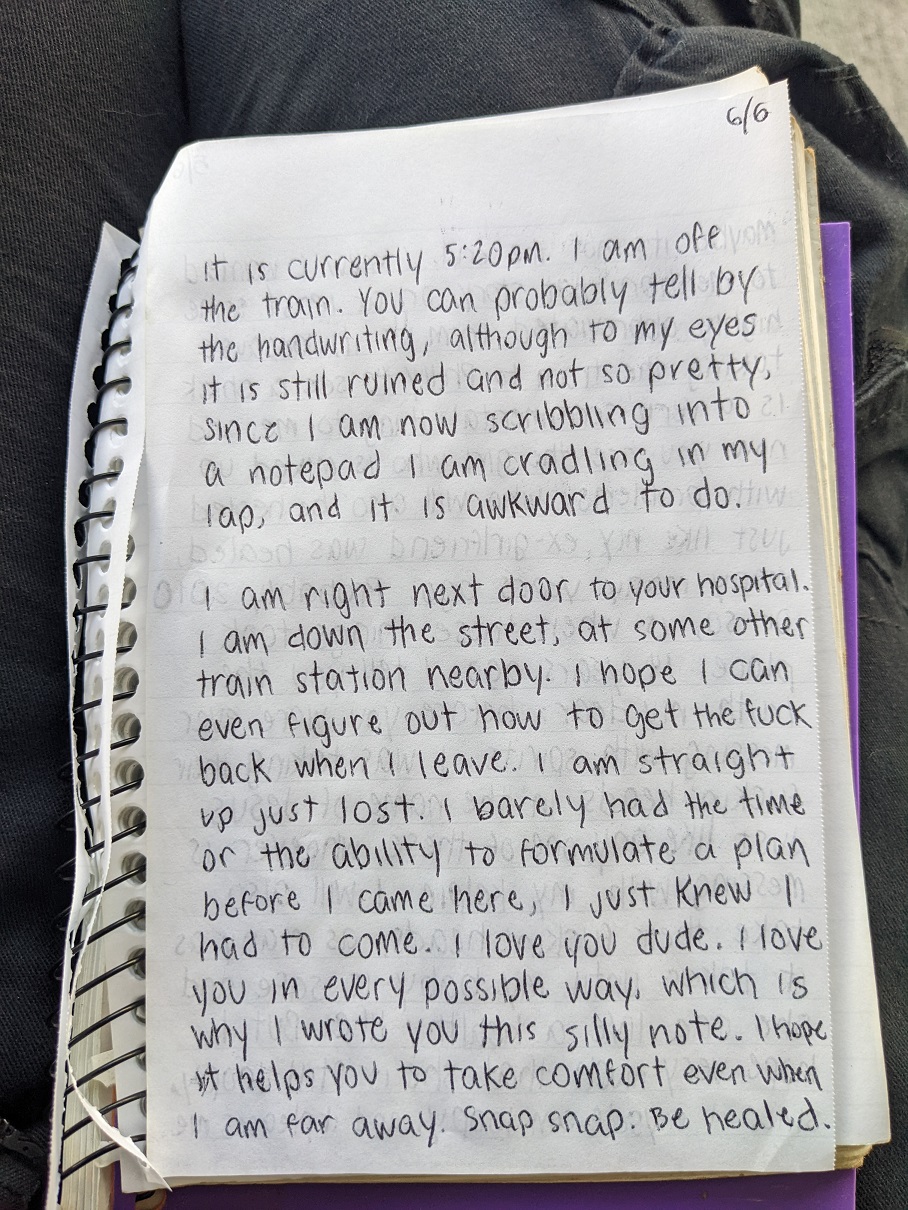 6/6
it is currently 5:20pm. I am off
the train. You can probably tell by
the handwriting, although to my eyes
it is still ruined and not so pretty,
since I am now scribbling into
a notepad I am cradling in my
lap, and it is awkward to do.
I am right next door to your hospital.
I am down the street, at some other
train station nearby. I hope I can
even figure out how to get the fuck
back when I leave. I am straight
up just lost. I barely had the time
or the ability to formulate a plan
before I came here, I just knew I
had to come. I love you dude. I love
you in every possible way, which is
why I wrote you this silly note. I hope
it helps you to take comfort even when
I am far away. Snap snap. Be healed.